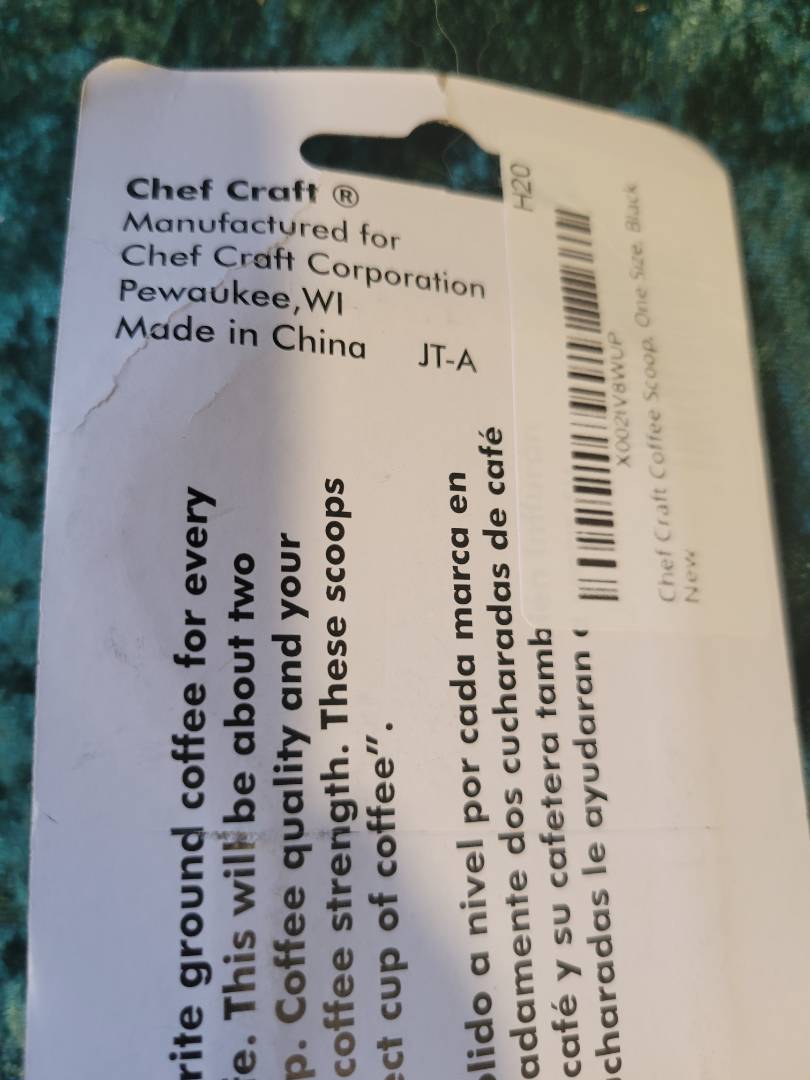 Chef Craft ®
Manufactured for
Chef Craft Corporation
Pewaukee,WI
Made in China JT-A
rite ground coffee for every
e. This will be about two
p. Coffee quality and your
coffee strength. These scoops
ect cup of coffee".
olido a nivel por cada marca en
adamente dos cucharadas de café
café y su cafetera tamb
charadas le ayudaran
H20
X002IV8WUP
Chef Craft Coffee Scoop, One Size, Black
New